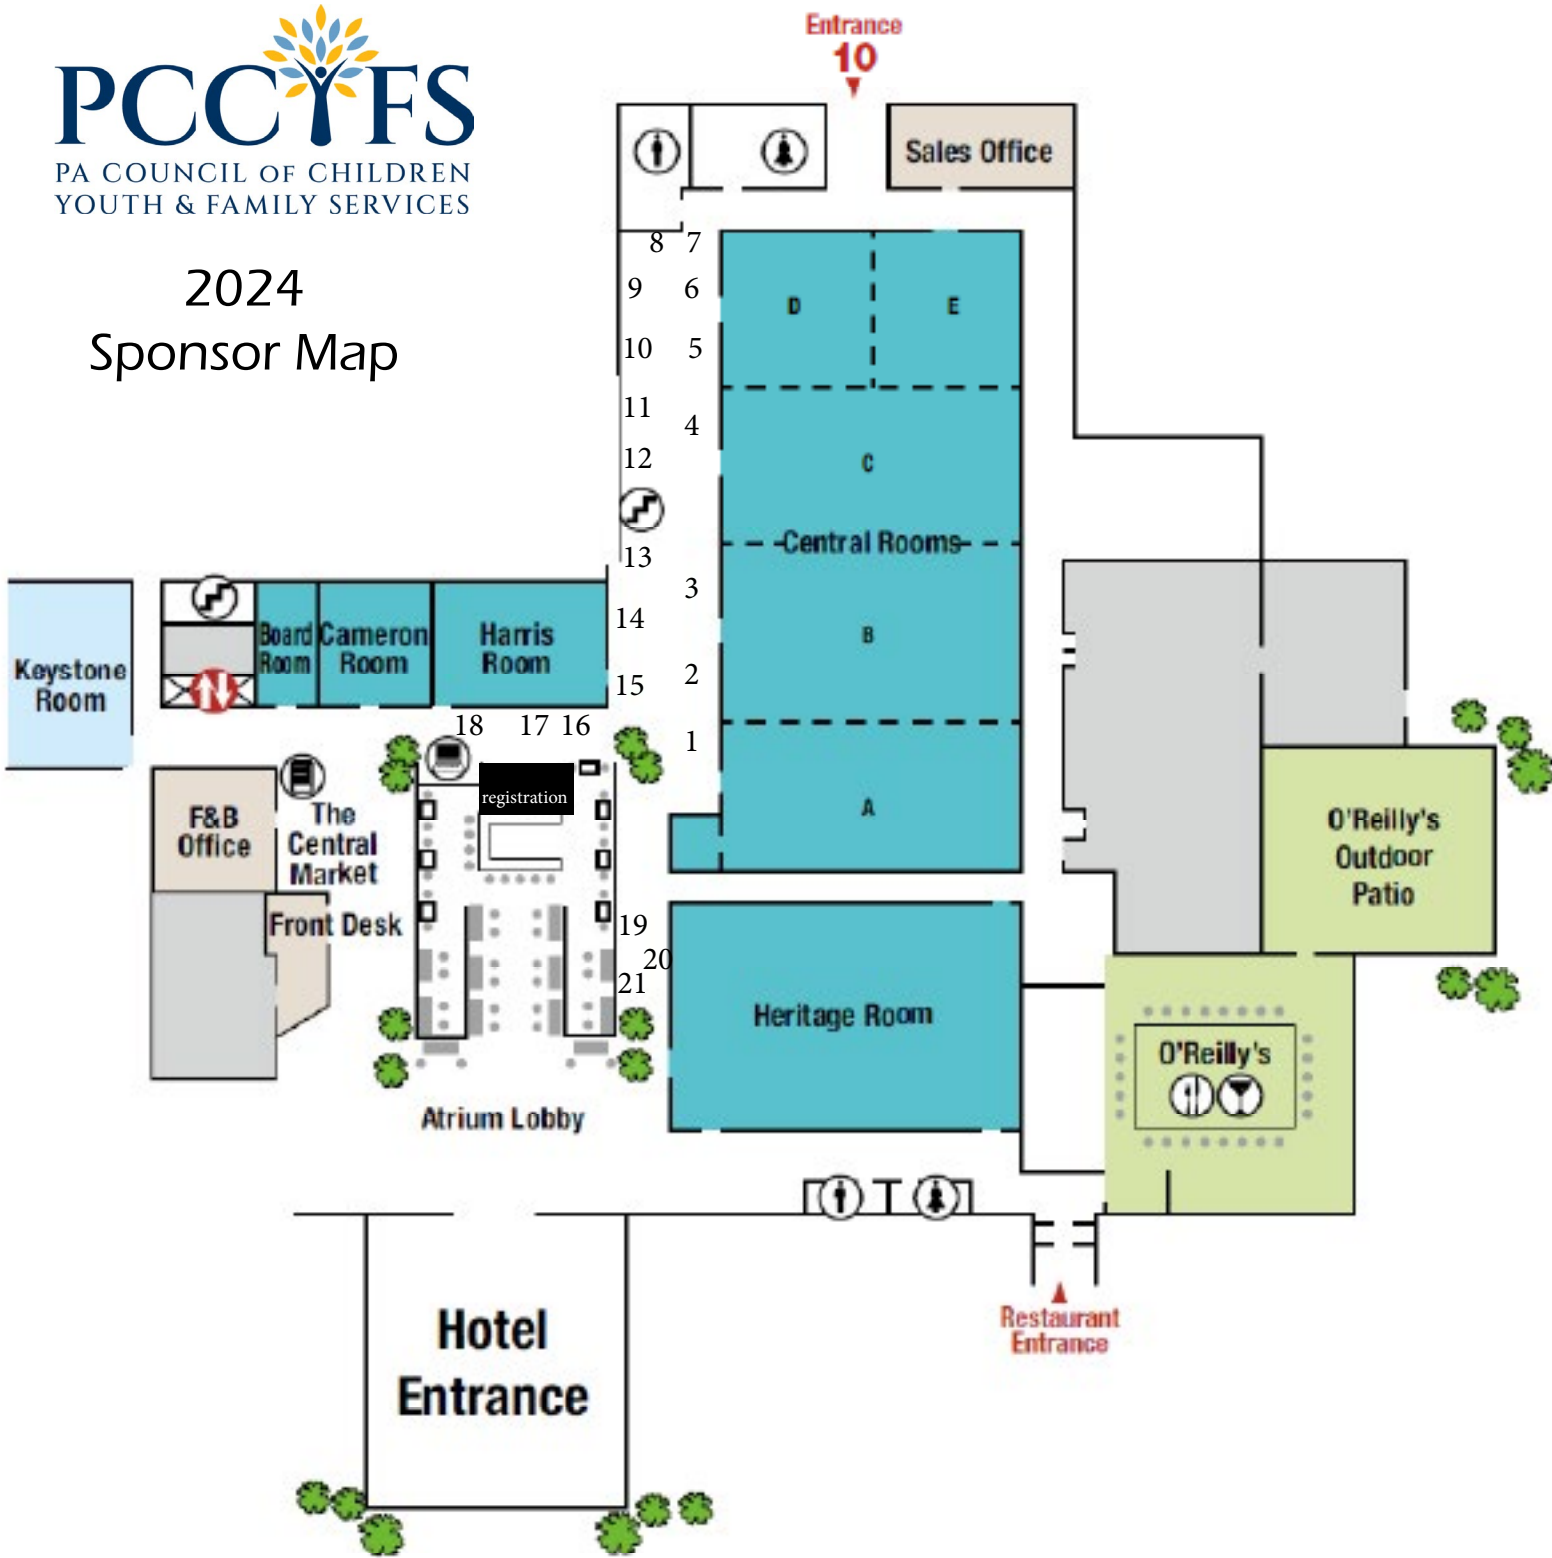 PCCYFS
PA COUNCIL OF CHILDREN
YOUTH & FAMILY SERVICES
2024
Sponsor Map
Entrance
10
Sales Office
8 7
9 6
10 5
11
4
12
13
3
14
2
15
1
18 17 16
19
20
21
D
E
C
Central Rooms
B
A
Keystone
Room
Board
Room
Cameron
Room
Harris
Room
registration
F&B
Office
The
Central
Market
Front Desk
Heritage Room
O'Reilly's
Outdoor
Patio
O'Reilly's
Atrium Lobby
Hotel
Entrance
Restaurant
Entrance